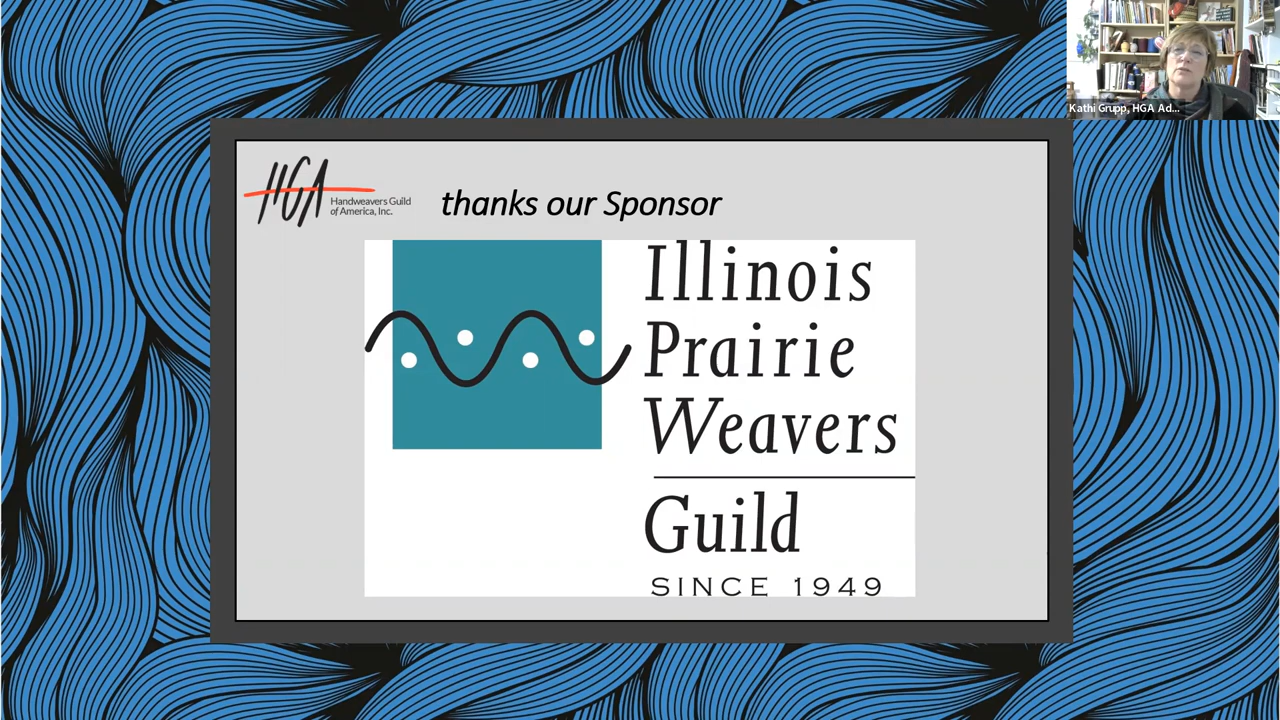 Kathi Grupp, HGA Ad...
HGA
Handweavers Guild
of America, Inc.
thanks our Sponsor
Illinois
Prairie
Weavers
Guild
SINCE 1949